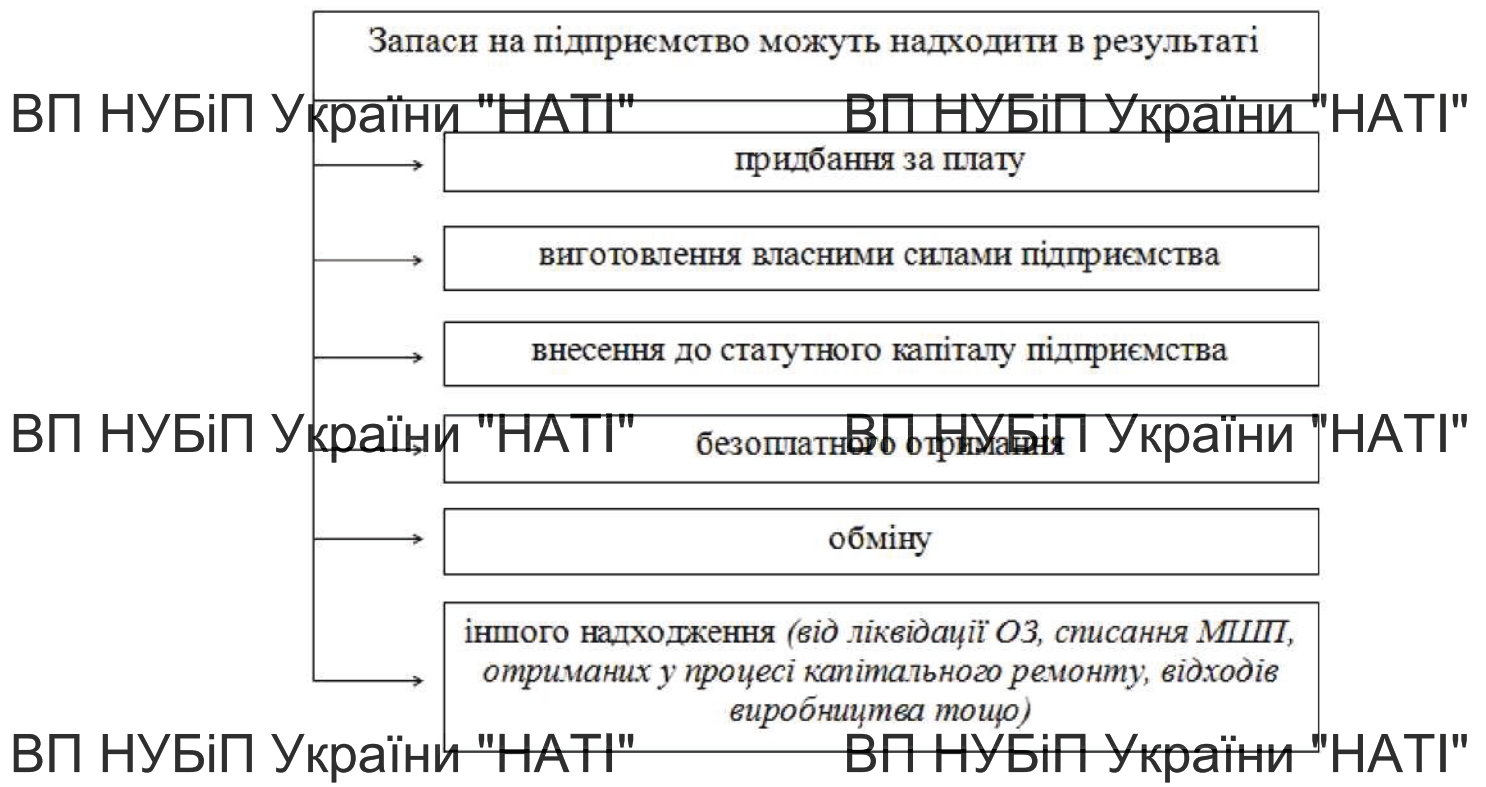 Запаси на підприємство можуть надходити в результаті
ВП НУБіП України "НАТІ" ВП НУБіП України "НАТІ"
придбання за плату
виготовлення власними силами підприємства
внесення до статутного капіталу підприємства
ВП НУБіП України "НАТІ" ВП НУБіП України "НАТІ"
безоплатного отримання
обміну
іншого надходження (від ліквідації ОЗ, списання МШП,
отриманих у процесі капітального ремонту, відходів
виробництва тощо)
ВП НУБіП України "НАТІ" ВП НУБіП України "НАТІ"